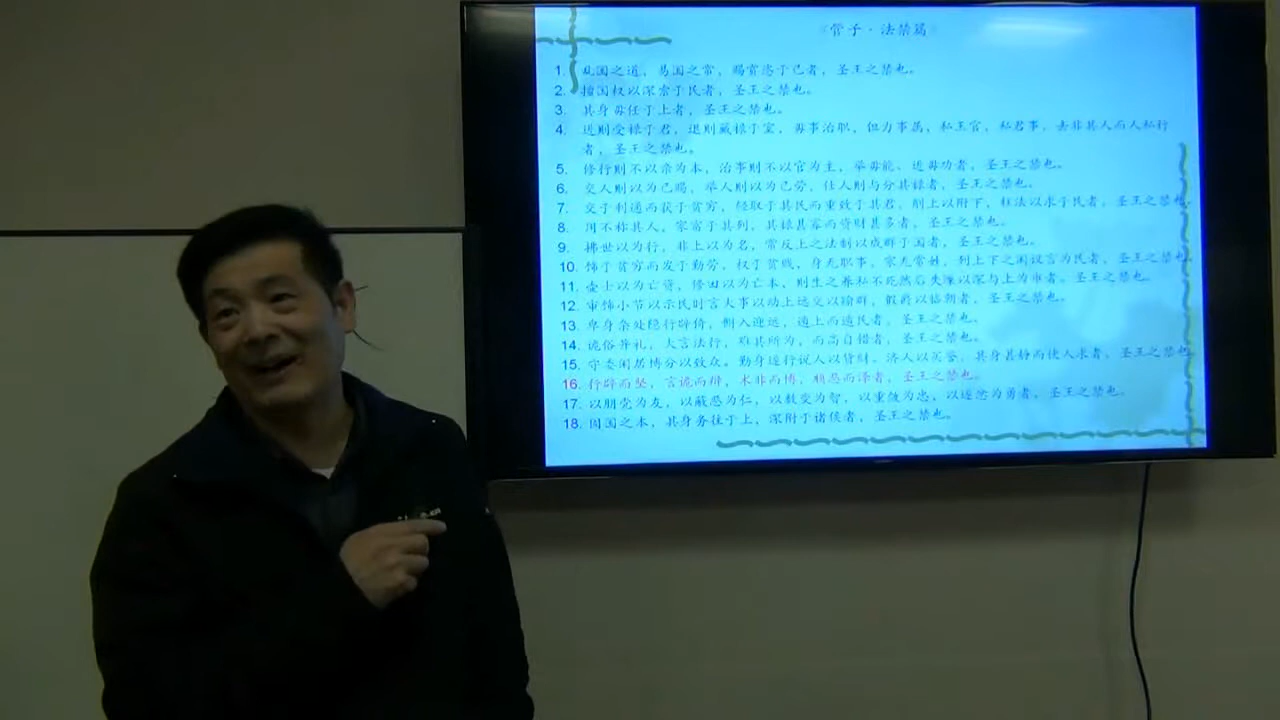 《管子·法禁篇》
1. 乱国之道，易国之常，赐赏恣于己者，圣王之禁也。
2. 擅国权以深索于民者，圣王之禁也。
3. 其身毋任于上者，圣王之禁也。
4. 进则受禄于君，退则藏禄于室，毋事治职，但力事属，私王官，私君事，去非其人而人私行
者，圣王之禁也。
5. 修行则不以亲为本，治事则不以官为主，举毋能、进毋功者，圣王之禁也。
6. 交人则以为己赐，举人则以为己劳，仕人则与分其禄者，圣王之禁也。
7. 交于利通而获于贫穷，轻取于其民而重致于其君，削上以附下，枉法以求于民者，圣王之禁也。
8. 用不称其人，家富于其列，其禄甚寡而资财甚多者，圣王之禁也。
9. 拂世以为行，非上以为名，常反上之法制以成群于国者，圣王之禁也。
10. 饰于贫穷而发于勤劳，权于贫贱，身无职事，家无常姓，列上下之间议言为民者，圣王之禁也。
11. 壶士以为亡资，修田以为亡本，则生之养私不死然后失矫以深与上为市者。圣王之禁也。
12. 审饰小节以示民时言大事以动上远交以逾群，假爵以临朝者，圣王之禁也。
13. 卑身杂处隐行辟倚，侧入迎远，遁上而遁民者，圣王之禁也。
14. 诡俗异礼，大言法行，难其所为，而高自错者，圣王之禁也。
15. 守委闲居博分以致众，勤身遂行说人以货财，济人以买誉，其身甚静而使人求者，圣王之禁也
16. 行辟而坚，言诡而辩，术非而博，顺恶而泽者，圣王之禁也。
17. 以朋党为友，以蔽恶为仁，以数变为智，以重敛为忠，以遂忿为勇者，圣王之禁也。
18. 固国之本，其身务往于上，深附于诸侯者，圣王之禁也。